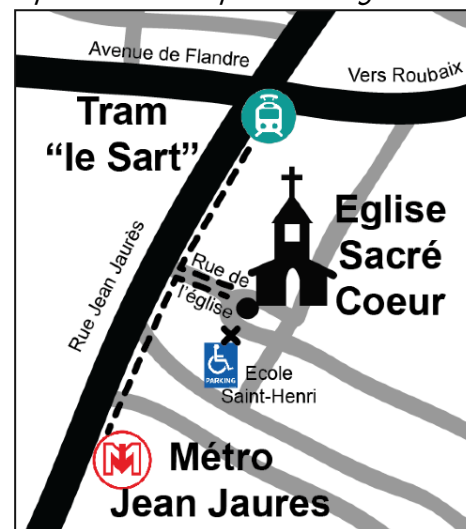 Avenue de Flandre
Vers Roubaix
Tram
“le Sart”
Rue Jean Jaurès
Eglise
Sacré
Coeur
Rue de
l'église
PARKING
Ecole
Saint-Henri
M
Métro
Jean Jaures